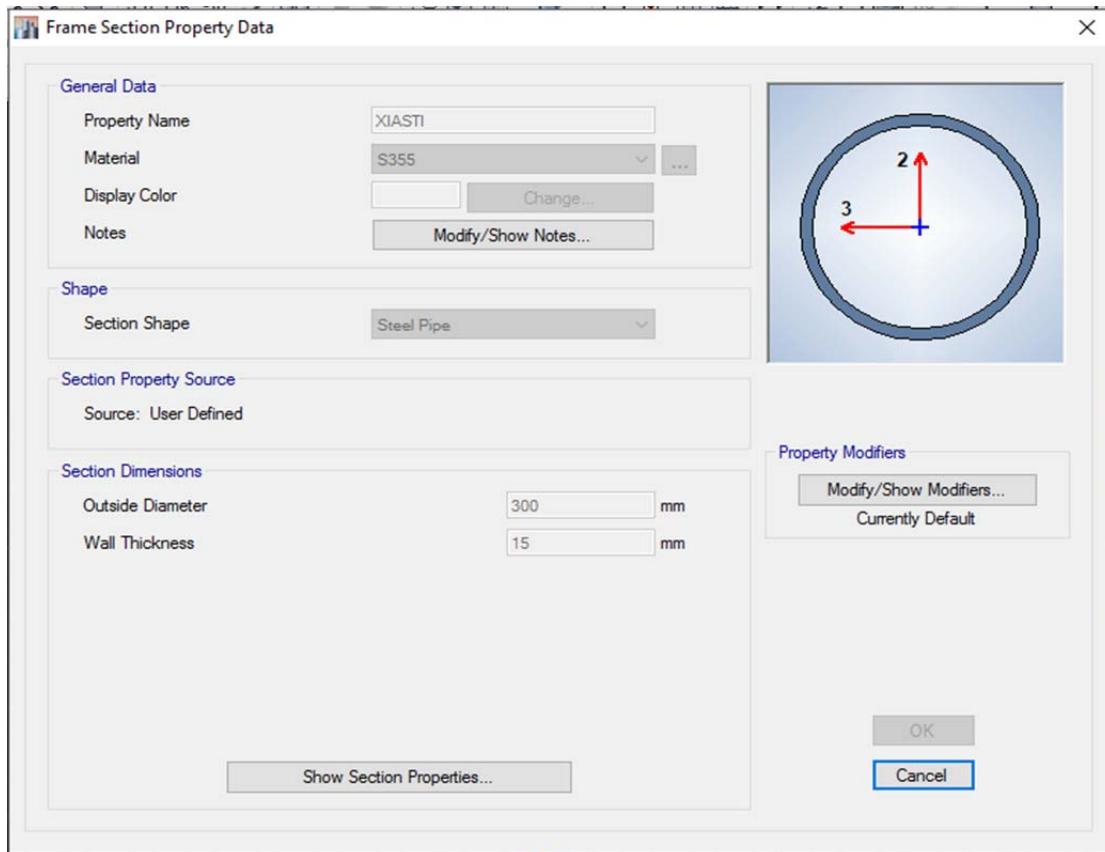 Frame Section Property Data
General Data
Property Name XIASTI
Material S355 ...
Display Color Change...
Notes Modify/Show Notes...
Shape
Section Shape Steel Pipe
Section Property Source
Source: User Defined
Section Dimensions
Outside Diameter 300 mm
Wall Thickness 15 mm
Show Section Properties...
2
3
Property Modifiers
Modify/Show Modifiers...
Currently Default
OK
Cancel